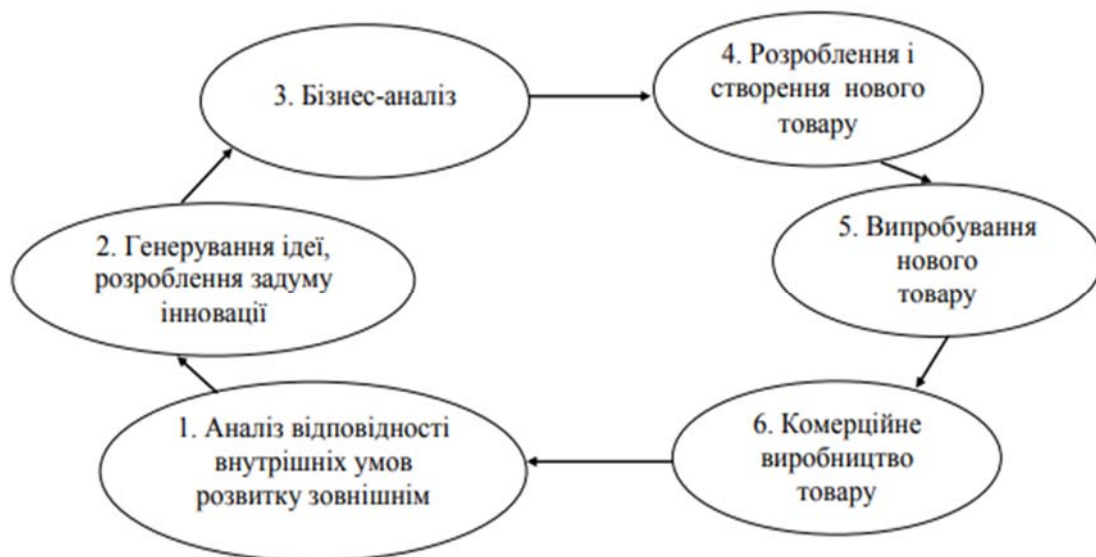 3. Бізнес-аналіз
4. Розроблення і
створення нового
товару
2. Генерування ідеї,
розроблення задуму
інновації
5. Випробування
нового
товару
1. Аналіз відповідності
внутрішніх умов
розвитку зовнішнім
6. Комерційне
виробництво
товару